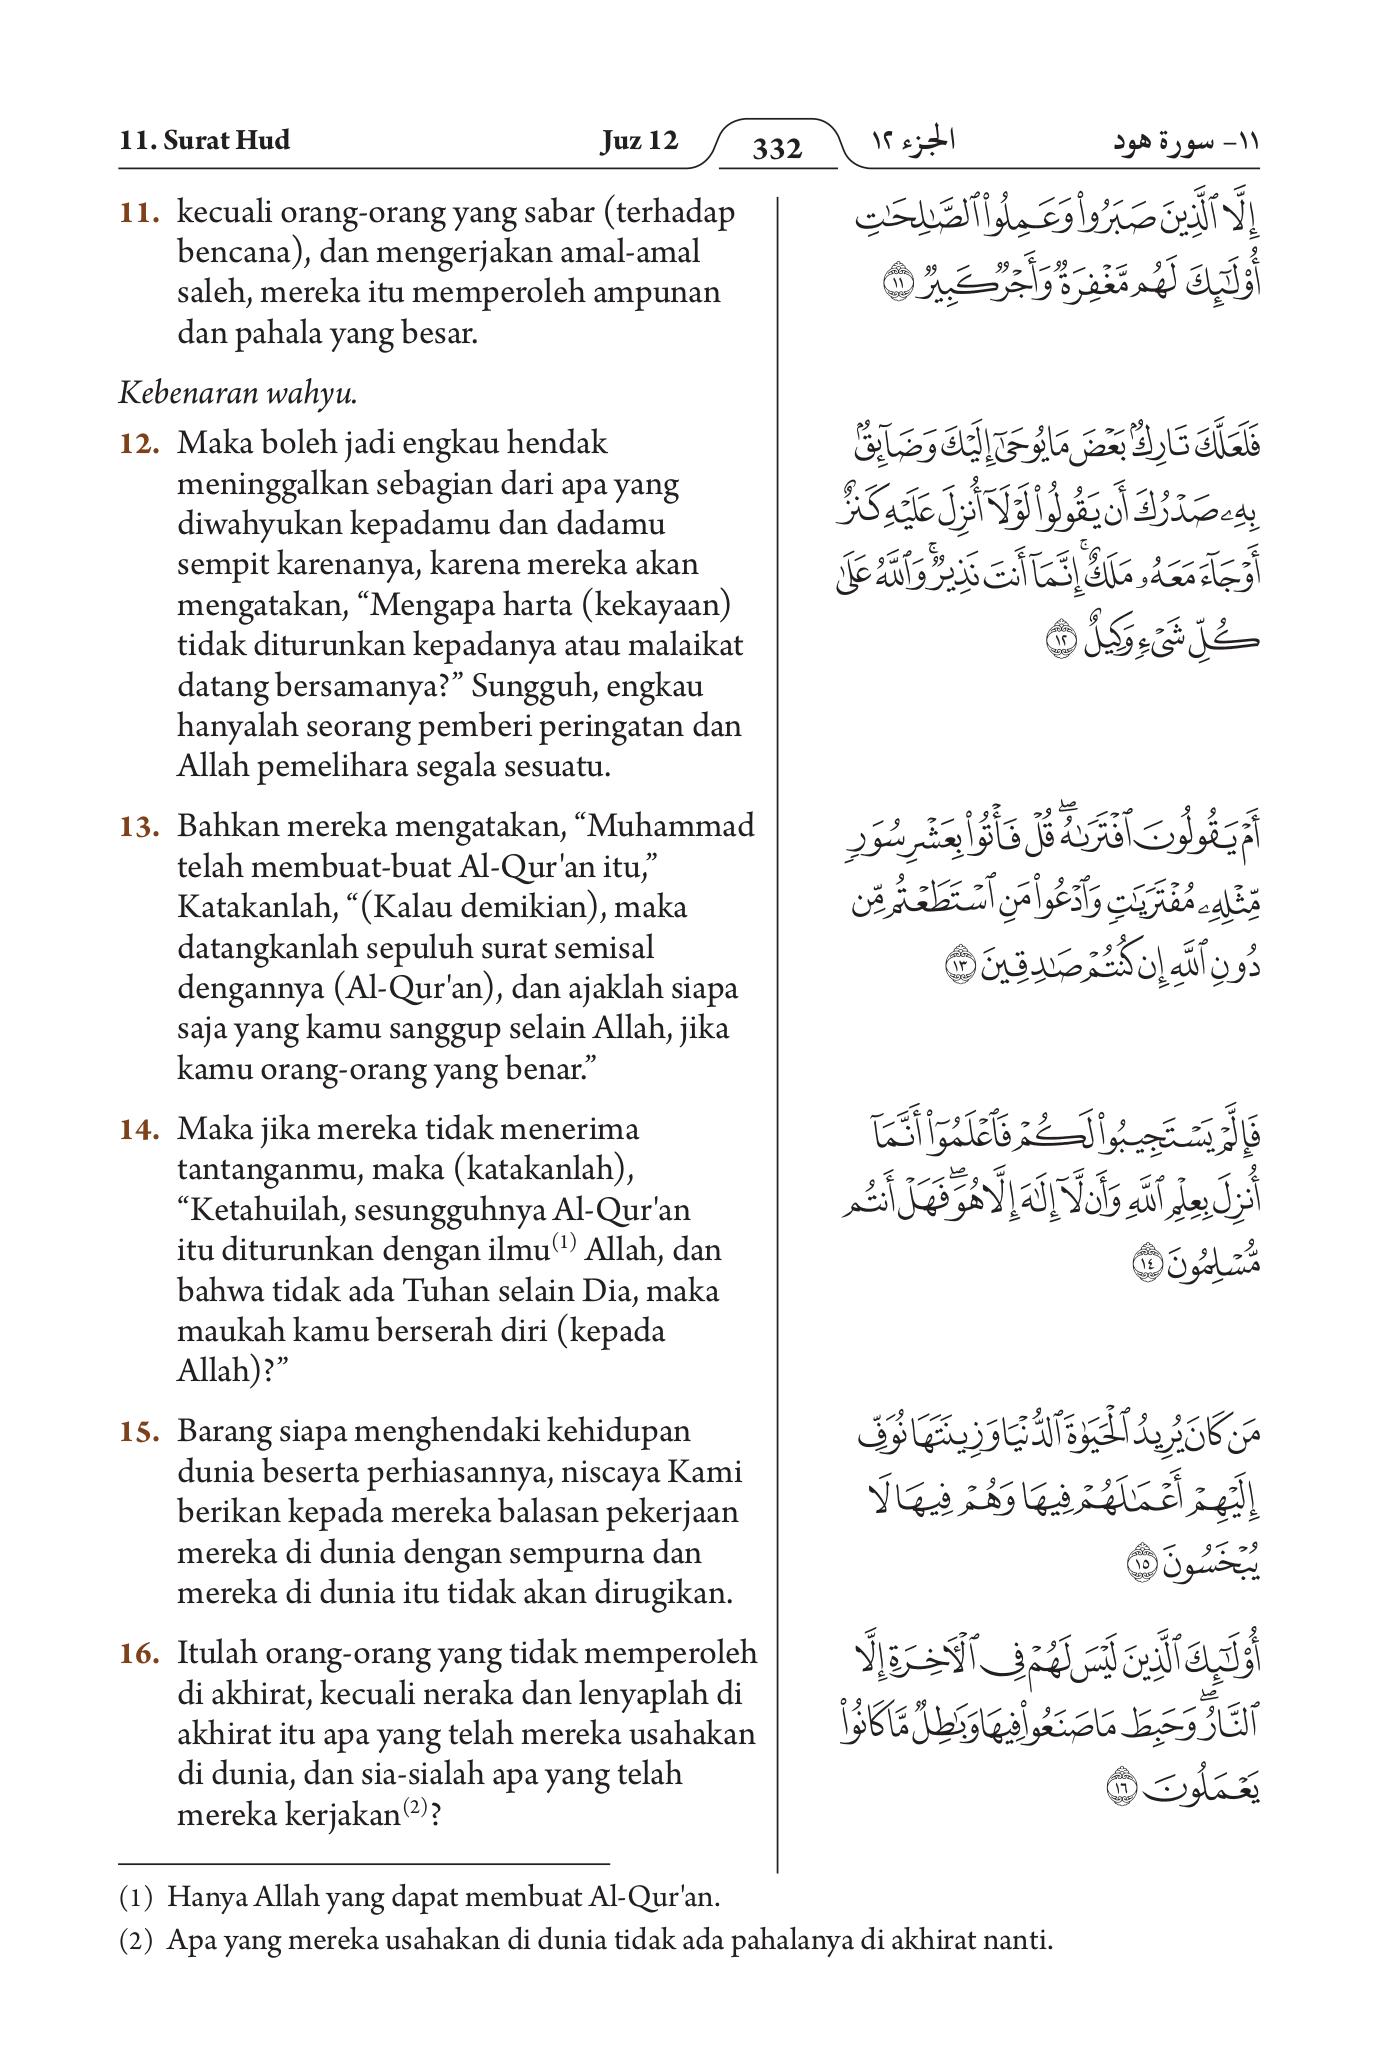 11. Surat Hud
Juz 12
332
الجزء ١٢
١١- سورة هود
11. kecuali orang-orang yang sabar (terhadap
bencana), dan mengerjakan amal-amal
saleh, mereka itu memperoleh ampunan
dan pahala yang besar.
Kebenaran wahyu.
12. Maka boleh jadi engkau hendak
meninggalkan sebagian dari apa yang
diwahyukan kepadamu dan dadamu
sempit karenanya, karena mereka akan
mengatakan, “Mengapa harta (kekayaan)
tidak diturunkan kepadanya atau malaikat
datang bersamanya?” Sungguh, engkau
hanyalah seorang pemberi peringatan dan
Allah pemelihara segala sesuatu.
13. Bahkan mereka mengatakan, “Muhammad
telah membuat-buat Al-Qur'an itu,”
Katakanlah, “(Kalau demikian), maka
datangkanlah sepuluh surat semisal
dengannya (Al-Qur'an), dan ajaklah siapa
saja yang kamu sanggup selain Allah, jika
kamu orang-orang yang benar.”
14. Maka jika mereka tidak menerima
tantanganmu, maka (katakanlah),
“Ketahuilah, sesungguhnya Al-Qur'an
itu diturunkan dengan ilmu(1) Allah, dan
bahwa tidak ada Tuhan selain Dia, maka
maukah kamu berserah diri (kepada
Allah)?”
15. Barang siapa menghendaki kehidupan
dunia beserta perhiasannya, niscaya Kami
berikan kepada mereka balasan pekerjaan
mereka di dunia dengan sempurna dan
mereka di dunia itu tidak akan dirugikan.
16. Itulah orang-orang yang tidak memperoleh
di akhirat, kecuali neraka dan lenyaplah di
akhirat itu apa yang telah mereka usahakan
di dunia, dan sia-sialah apa yang telah
mereka kerjakan(2)?
إِلَّا ٱلَّذِينَ صَبَرُوا۟ وَعَمِلُوا۟ ٱلصَّـٰلِحَـٰتِ
أُو۟لَـٰٓئِكَ لَهُم مَّغْفِرَةٌ وَأَجْرٌ كَبِيرٌ ١١
فَلَعَلَّكَ تَارِكٌۢ بَعْضَ مَا يُوحَىٰٓ إِلَيْكَ وَضَآئِقٌۢ
بِهِۦ صَدْرُكَ أَن يَقُولُوا۟ لَوْلَآ أُنزِلَ عَلَيْهِ كَنزٌ
أَوْ جَآءَ مَعَهُۥ مَلَكٌ ۚ إِنَّمَآ أَنتَ نَذِيرٌ ۚ وَٱللَّهُ عَلَىٰ
كُلِّ شَىْءٍ وَكِيلٌ ١٢
أَمْ يَقُولُونَ ٱفْتَرَىٰهُ ۖ قُلْ فَأْتُوا۟ بِعَشْرِ سُوَرٍ
مِّثْلِهِۦ مُفْتَرَيَـٰتٍ وَٱدْعُوا۟ مَنِ ٱسْتَطَعْتُم مِّن
دُونِ ٱللَّهِ إِن كُنتُمْ صَـٰدِقِينَ ١٣
فَإِلَّمْ يَسْتَجِيبُوا۟ لَكُمْ فَٱعْلَمُوٓا۟ أَنَّمَآ
أُنزِلَ بِعِلْمِ ٱللَّهِ وَأَن لَّآ إِلَـٰهَ إِلَّا هُوَ ۖ فَهَلْ أَنتُم
مُّسْلِمُونَ ١٤
مَن كَانَ يُرِيدُ ٱلْحَيَوٰةَ ٱلدُّنْيَا وَزِينَتَهَا نُوَفِّ
إِلَيْهِمْ أَعْمَـٰلَهُمْ فِيهَا وَهُمْ فِيهَا لَا
يُبْخَسُونَ ١٥
أُو۟لَـٰٓئِكَ ٱلَّذِينَ لَيْسَ لَهُمْ فِى ٱلْـَٔاخِرَةِ إِلَّا
ٱلنَّارُ ۖ وَحَبِطَ مَا صَنَعُوا۟ فِيهَا وَبَـٰطِلٌ مَّا كَانُوا۟
يَعْمَلُونَ ١٦
(1) Hanya Allah yang dapat membuat Al-Qur'an.
(2) Apa yang mereka usahakan di dunia tidak ada pahalanya di akhirat nanti.